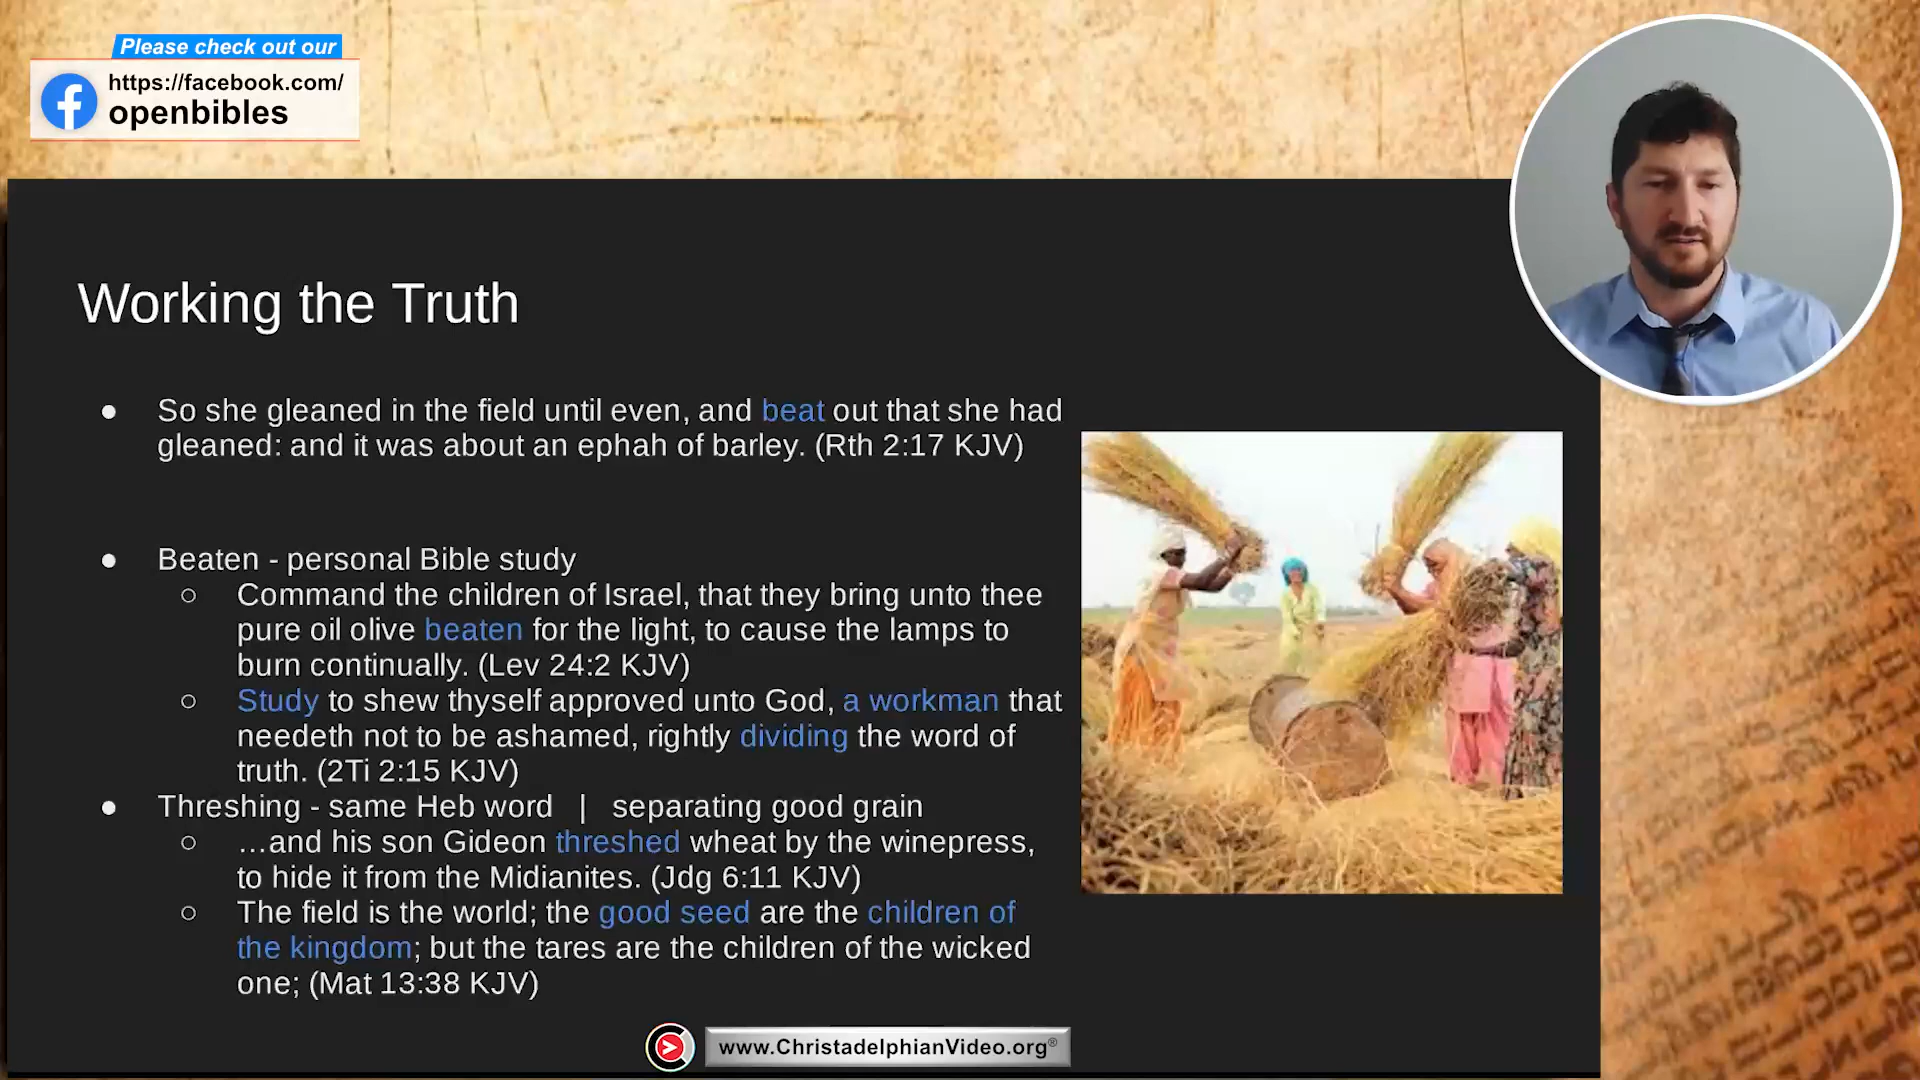 Please check out our
https://facebook.com/
openbibles
Working the Truth
● So she gleaned in the field until even, and beat out that she had
gleaned: and it was about an ephah of barley. (Rth 2:17 KJV)
● Beaten - personal Bible study
○ Command the children of Israel, that they bring unto thee
pure oil olive beaten for the light, to cause the lamps to
burn continually. (Lev 24:2 KJV)
○ Study to shew thyself approved unto God, a workman that
needeth not to be ashamed, rightly dividing the word of
truth. (2Ti 2:15 KJV)
● Threshing - same Heb word | separating good grain
○ …and his son Gideon threshed wheat by the winepress,
to hide it from the Midianites. (Jdg 6:11 KJV)
○ The field is the world; the good seed are the children of
the kingdom; but the tares are the children of the wicked
one; (Mat 13:38 KJV)
www.ChristadelphianVideo.org®